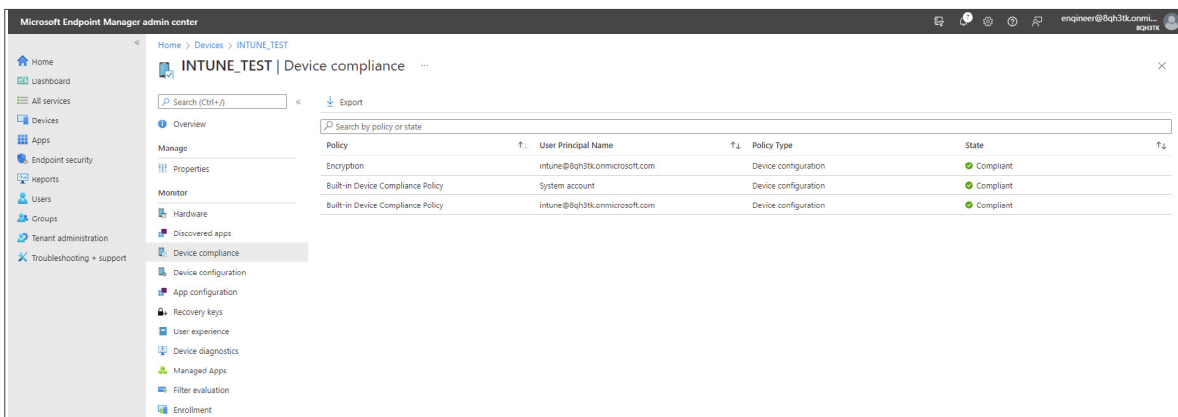 Microsoft Endpoint Manager admin center
engineer@8qh3tk.onmi...
8QH3TK
Home > Devices > INTUNE_TEST
INTUNE_TEST | Device compliance ...
Home
Dashboard
All services
Devices
Apps
Endpoint security
Reports
Users
Groups
Tenant administration
Troubleshooting + support
Search (Ctrl+/)
Overview
Manage
Properties
Monitor
Hardware
Discovered apps
Device compliance
Device configuration
App configuration
Recovery keys
User experience
Device diagnostics
Managed Apps
Filter evaluation
Enrollment
Export
Search by policy or state
Policy User Principal Name Policy Type State
Encryption intune@8qh3tk.onmicrosoft.com Device configuration Compliant
Built-in Device Compliance Policy System account Device configuration Compliant
Built-in Device Compliance Policy intune@8qh3tk.onmicrosoft.com Device configuration Compliant